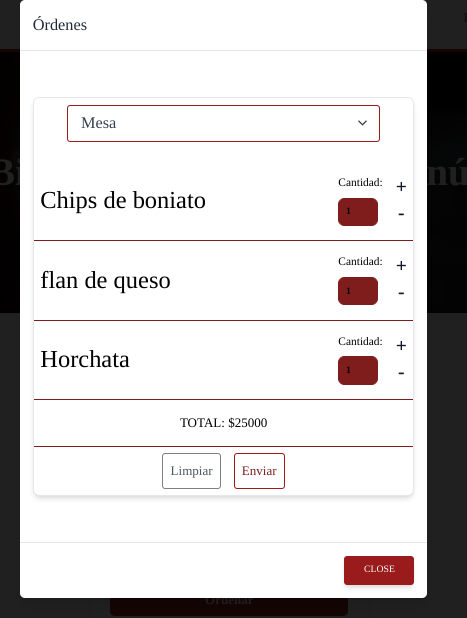 Órdenes
Mesa
Chips de boniato
Cantidad:
1
+
-
flan de queso
Cantidad:
1
+
-
Horchata
Cantidad:
1
+
-
TOTAL: $25000
Limpiar
Enviar
CLOSE
Ordenar